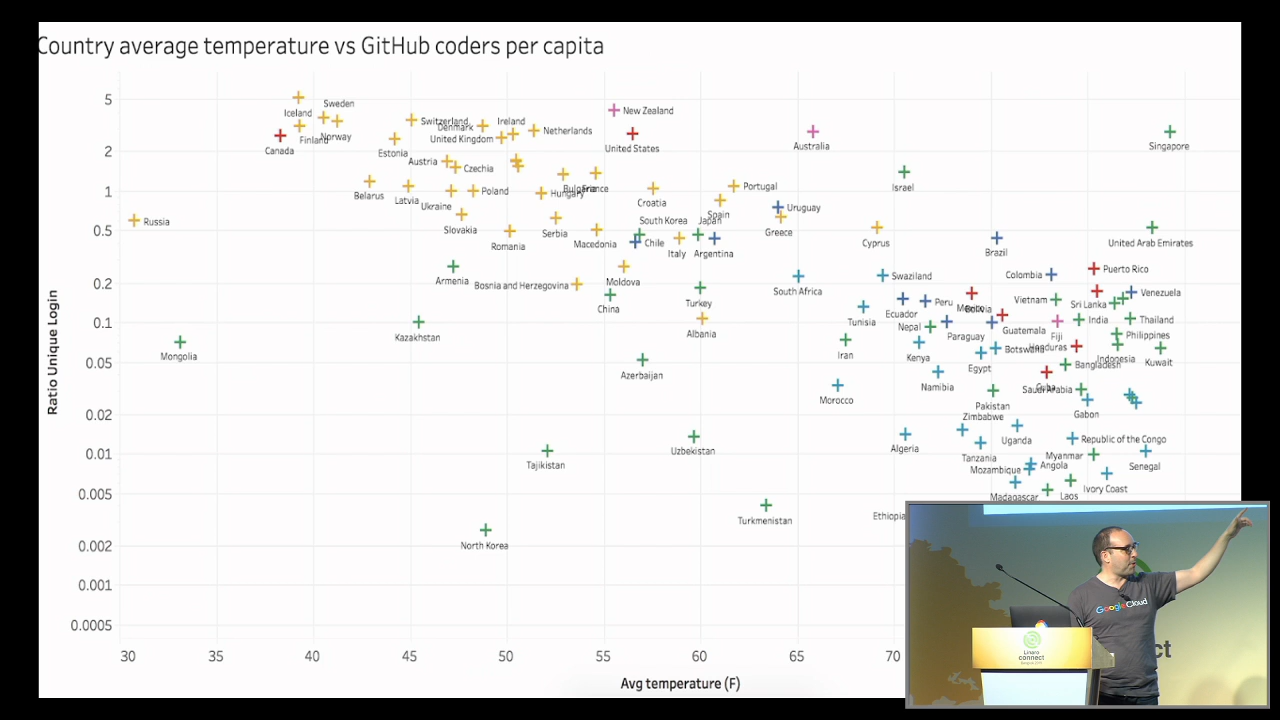 Country average temperature vs GitHub coders per capita
Ratio Unique Login
5
2
1
0.5
0.2
0.1
0.05
0.02
0.01
0.005
0.002
0.001
0.0005
Sweden
Iceland
Norway
Finland
Canada
Switzerland
Denmark
Ireland
United Kingdom
Netherlands
New Zealand
United States
Australia
Singapore
Estonia
Austria
Czechia
Israel
Belarus
Latvia
Poland
Hungary
Bulgaria
France
Croatia
Portugal
Ukraine
Spain
Uruguay
Russia
Slovakia
Serbia
South Korea
Japan
Greece
Romania
Macedonia
Chile
Italy
Argentina
Cyprus
Brazil
United Arab Emirates
Armenia
Bosnia and Herzegovina
Moldova
South Africa
Swaziland
Colombia
Puerto Rico
China
Turkey
Ecuador
Peru
Mexico
Bolivia
Vietnam
Sri Lanka
Venezuela
Kazakhstan
Albania
Tunisia
Nepal
Paraguay
Guatemala
Fiji
India
Thailand
Mongolia
Iran
Kenya
Botswana
Honduras
Philippines
Indonesia
Kuwait
Azerbaijan
Egypt
Bangladesh
Morocco
Namibia
Cuba
Saudi Arabia
Pakistan
Gabon
Zimbabwe
Uzbekistan
Algeria
Uganda
Republic of the Congo
Tajikistan
Tanzania
Myanmar
Senegal
Mozambique
Angola
Ivory Coast
Madagascar
Laos
Turkmenistan
Ethiopia
North Korea
30
35
40
45
50
55
60
65
70
Avg temperature (F)
Google Cloud
Linaro
connect
ct